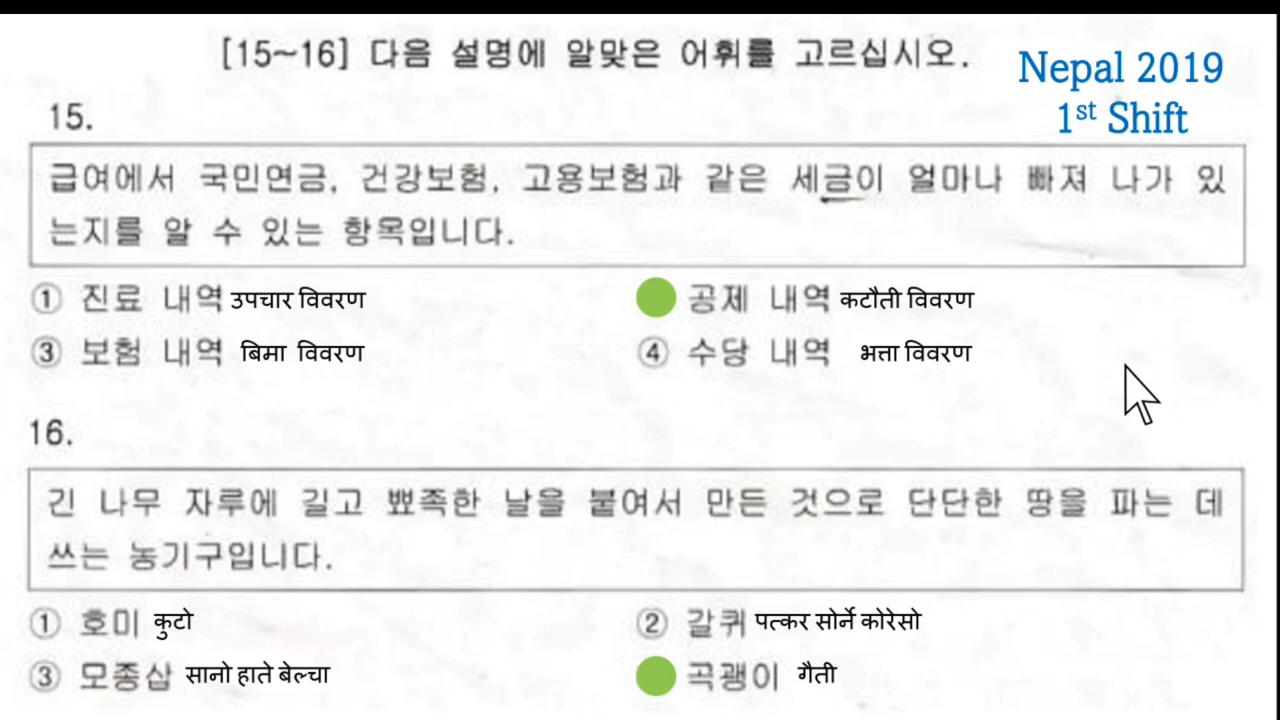 [15~16] 다음 설명에 알맞은 어휘를 고르십시오.
Nepal 2019
1st Shift
15.
급여에서 국민연금, 건강보험, 고용보험과 같은 세금이 얼마나 빠져 나가 있
는지를 알 수 있는 항목입니다.
① 진료 내역 उपचार विवरण
공제 내역 कटौती विवरण
③ 보험 내역 बिमा विवरण
④ 수당 내역 भत्ता विवरण
16.
긴 나무 자루에 길고 뾰족한 날을 붙여서 만든 것으로 단단한 땅을 파는 데
쓰는 농기구입니다.
① 호미 कुटो
② 갈퀴 पत्कर सोर्ने कोरेसो
③ 모종삽 सानो हाते बेल्चा
곡괭이 गैती